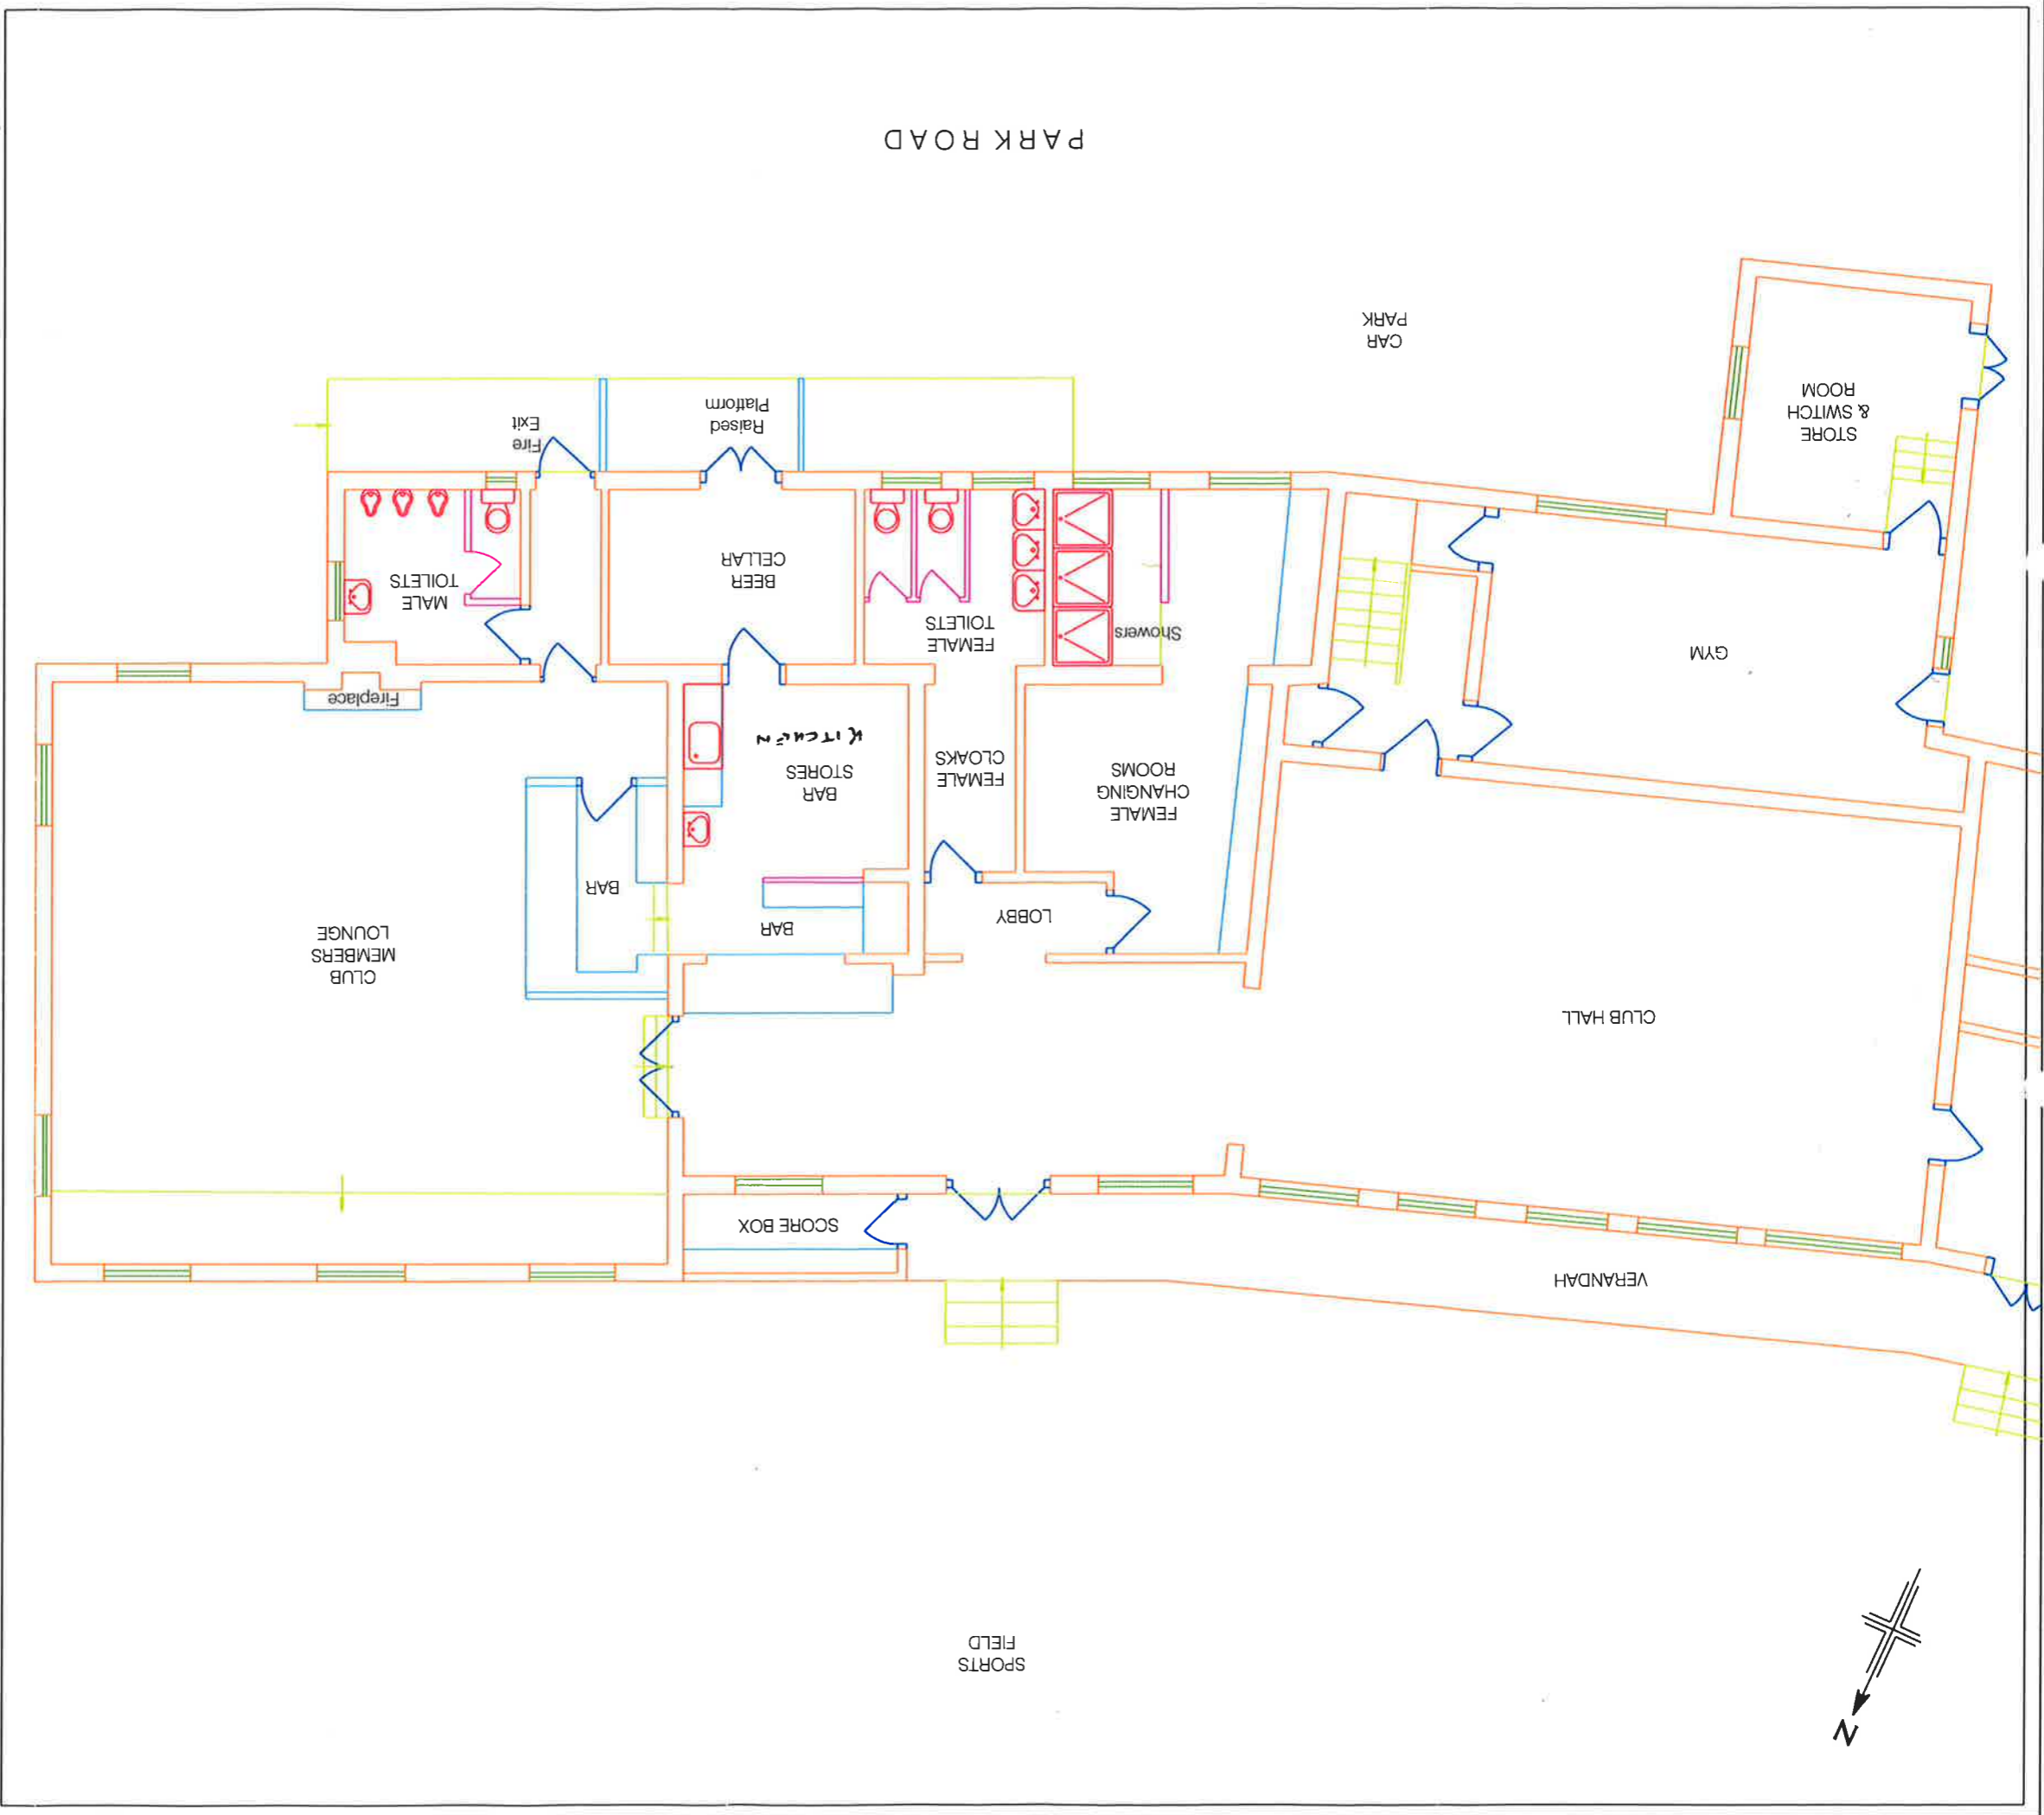 N
SPORTS
FIELD
VERANDAH
SCORE BOX
CLUB HALL
CLUB
MEMBERS
LOUNGE
LOBBY
BAR
BAR
FEMALE
CHANGING
ROOMS
FEMALE
CLOAKS
BAR
STORES
KITCHEN
Fireplace
GYM
Showers
FEMALE
TOILETS
BEER
CELLAR
MALE
TOILETS
STORE
& SWITCH
ROOM
Fire
Exit
Raised
Platform
CAR
PARK
PARK ROAD